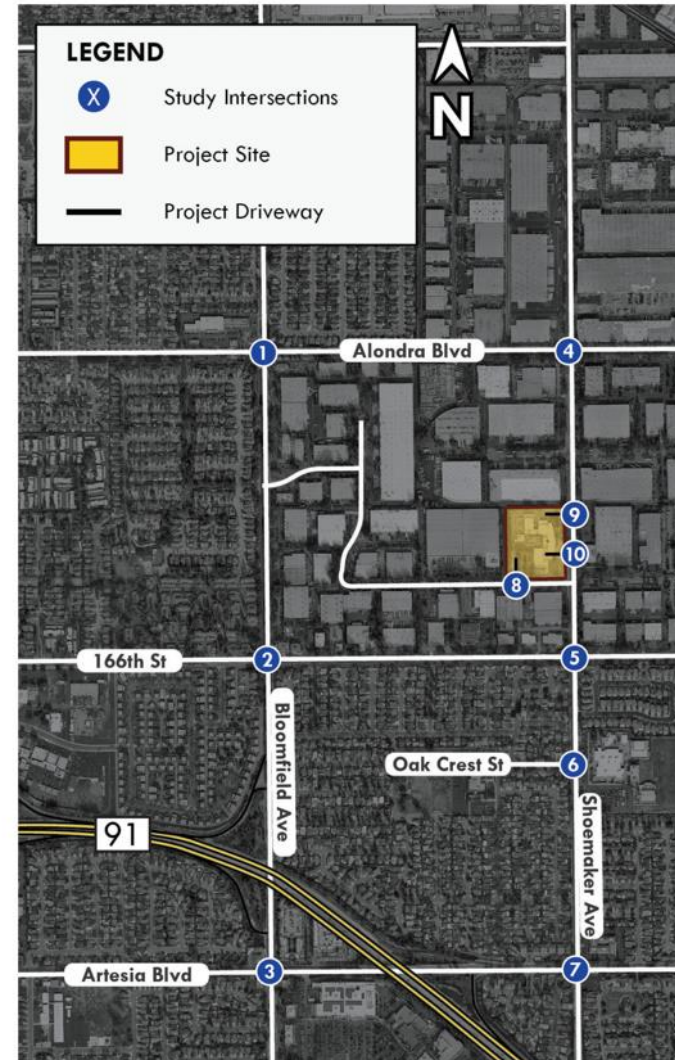 LEGEND
X
Study Intersections
Project Site
Project Driveway
N
1
Alondra Blvd
4
9
10
8
166th St
2
5
Bloomfield Ave
Oak Crest St
6
Shoemaker Ave
91
Artesia Blvd
3
7